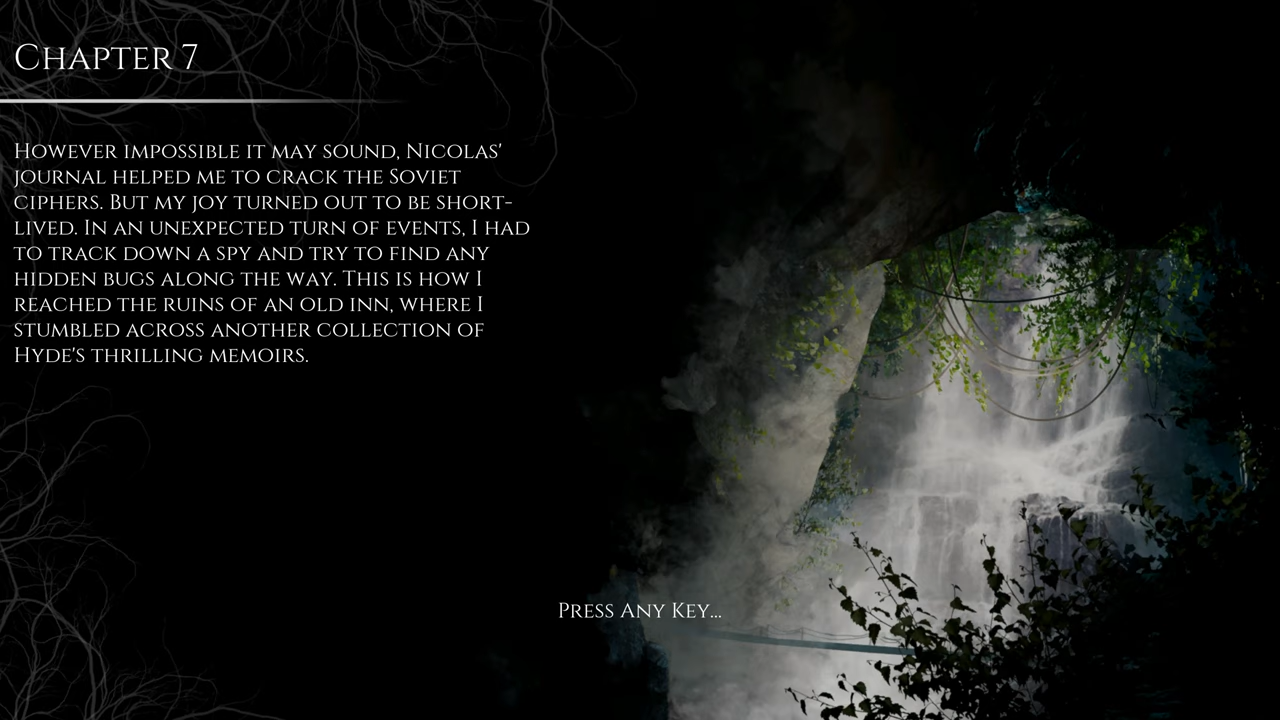 Chapter 7
However impossible it may sound, Nicolas'
journal helped me to crack the Soviet
ciphers. But my joy turned out to be short-
lived. In an unexpected turn of events, I had
to track down a spy and try to find any
hidden bugs along the way. This is how I
reached the ruins of an old inn, where I
stumbled across another collection of
Hyde's thrilling memoirs.
Press Any Key...